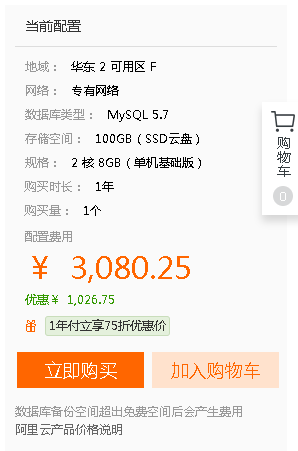 当前配置
地域： 华东 2 可用区 F
网络： 专有网络
数据库类型： MySQL 5.7
存储空间： 100GB（SSD云盘）
规格： 2 核 8GB（单机基础版）
购买时长： 1年
购买量： 1个
配置费用
¥ 3,080.25
优惠¥ 1,026.75
1年付立享75折优惠价
立即购买 加入购物车
数据库备份空间超出免费空间后会产生费用
阿里云产品价格说明
购物车
0